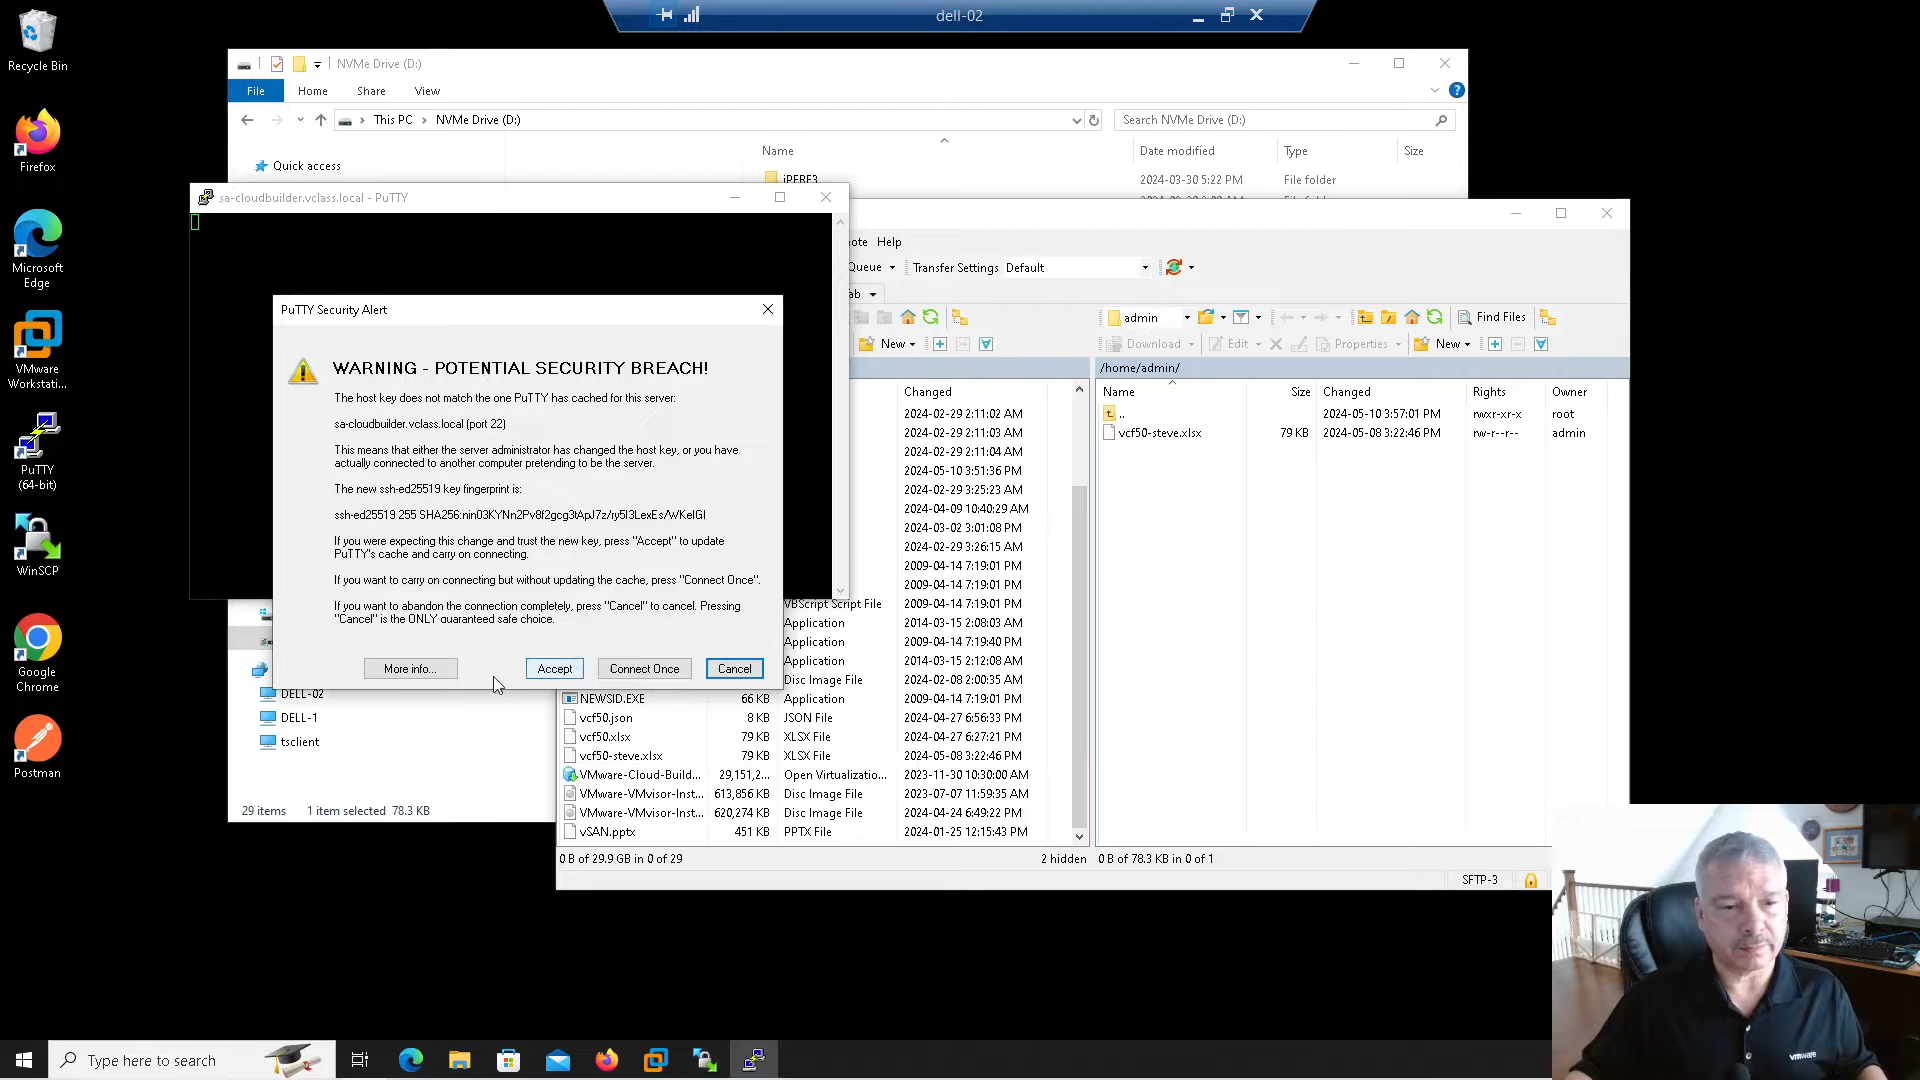 dell-02
Recycle Bin
Firefox
Microsoft
Edge
VMware
Workstati...
PuTTY
(64-bit)
WinSCP
Google
Chrome
Postman
NVMe Drive (D:)
File
Home
Share
View
This PC
NVMe Drive (D:)
Search NVMe Drive (D:)
Name
Date modified
Type
Size
Quick access
iPERF3
2024-03-30 5:22 PM
File folder
sa-cloudbuilder.vclass.local - PuTTY
PuTTY Security Alert
WARNING - POTENTIAL SECURITY BREACH!
The host key does not match the one PuTTY has cached for this server:
sa-cloudbuilder.vclass.local (port 22)
This means that either the server administrator has changed the host key, or you have
actually connected to another computer pretending to be the server.
The new ssh-ed25519 key fingerprint is:
ssh-ed25519 255 SHA256:nin03KYNn2Pv8f2gcg3tApJ7z/ry5I3LexEs/WKeIGI
If you were expecting this change and trust the new key, press "Accept" to update
PuTTY's cache and carry on connecting.
If you want to carry on connecting but without updating the cache, press "Connect Once".
If you want to abandon the connection completely, press "Cancel" to cancel. Pressing
"Cancel" is the ONLY guaranteed safe choice.
More info...
Accept
Connect Once
Cancel
DELL-02
DELL-1
tsclient
29 items
1 item selected 78.3 KB
ote Help
Queue
Transfer Settings Default
ab
New
Changed
2024-02-29 2:11:02 AM
2024-02-29 2:11:03 AM
2024-02-29 2:11:04 AM
2024-05-10 3:51:36 PM
2024-02-29 3:25:23 AM
2024-04-09 10:40:29 AM
2024-03-02 3:01:08 PM
2024-02-29 3:26:15 AM
2009-04-14 7:19:01 PM
2009-04-14 7:19:01 PM
VBScript Script File 2009-04-14 7:19:01 PM
Application 2014-03-15 2:08:03 AM
Application 2009-04-14 7:19:40 PM
Application 2014-03-15 2:12:08 AM
Disc Image File 2024-02-08 2:00:35 AM
NEWSID.EXE 66 KB Application 2009-04-14 7:19:01 PM
vcf50.json 8 KB JSON File 2024-04-27 6:56:33 PM
vcf50.xlsx 79 KB XLSX File 2024-04-27 6:27:21 PM
vcf50-steve.xlsx 79 KB XLSX File 2024-05-08 3:22:46 PM
VMware-Cloud-Build... 29,151,2... Open Virtualizatio... 2023-11-30 10:30:00 AM
VMware-VMvisor-Inst... 613,856 KB Disc Image File 2023-07-07 11:59:35 AM
VMware-VMvisor-Inst... 620,274 KB Disc Image File 2024-04-24 6:49:22 PM
vSAN.pptx 451 KB PPTX File 2024-01-25 12:15:43 PM
0 B of 29.9 GB in 0 of 29
2 hidden
admin
Find Files
Download
Edit
Properties
New
/home/admin/
Name Size Changed Rights Owner
.. 2024-05-10 3:57:01 PM rwxr-xr-x root
vcf50-steve.xlsx 79 KB 2024-05-08 3:22:46 PM rw-r--r-- admin
0 B of 78.3 KB in 0 of 1
SFTP-3
vmware
Type here to search